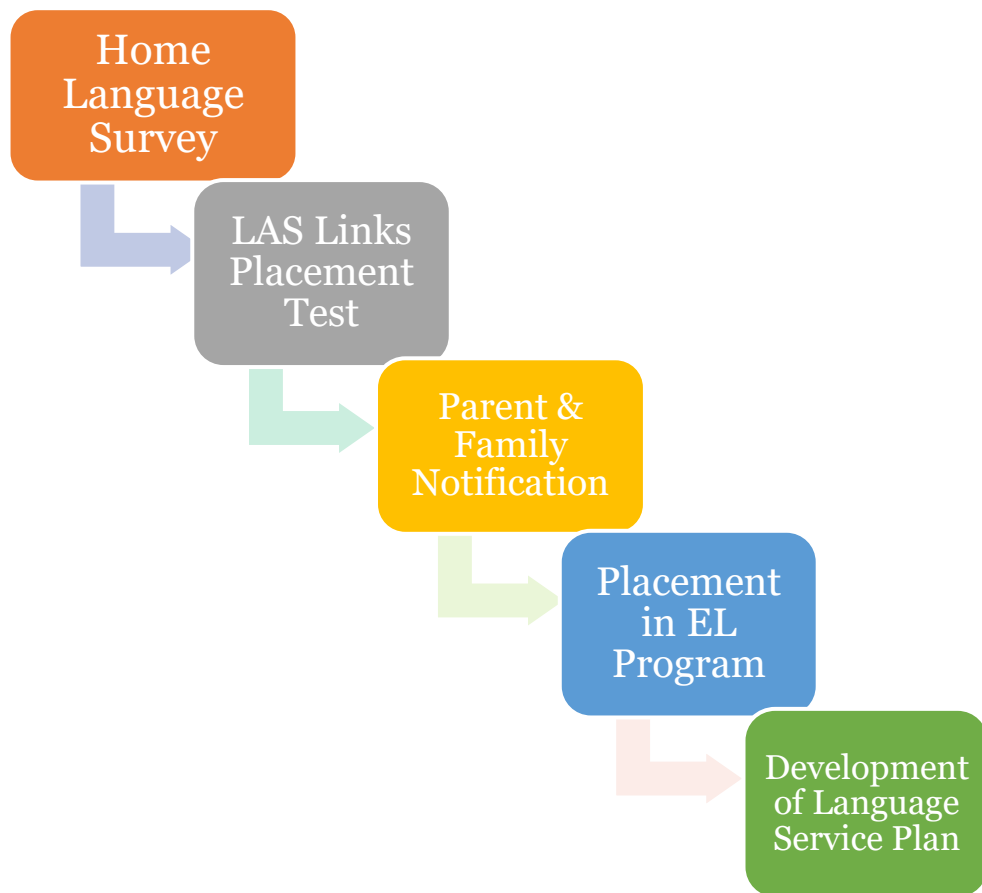 Home
Language
Survey
LAS Links
Placement
Test
Parent &
Family
Notification
Placement
in EL
Program
Development
of Language
Service Plan